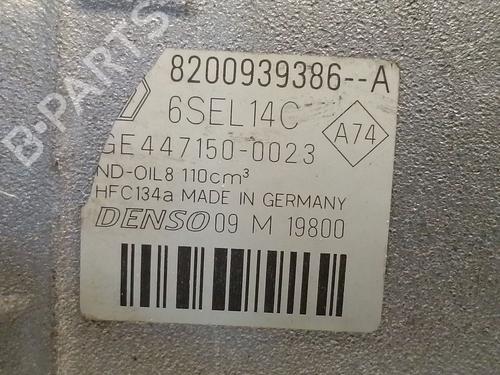 B-PARTS
8200939386--A
6SEL14C
A74
GE447150-0023
ND-OIL8 110cm³
HFC134a MADE IN GERMANY
DENSO 09 M 19800